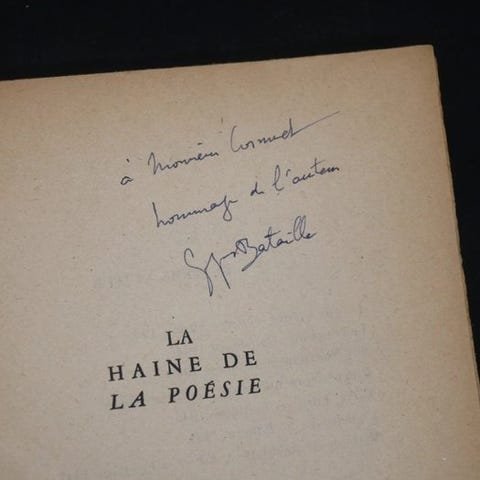 à Monsieur Cornuet
hommage de l'auteur
Georges Bataille
LA
HAINE DE
LA POÉSIE